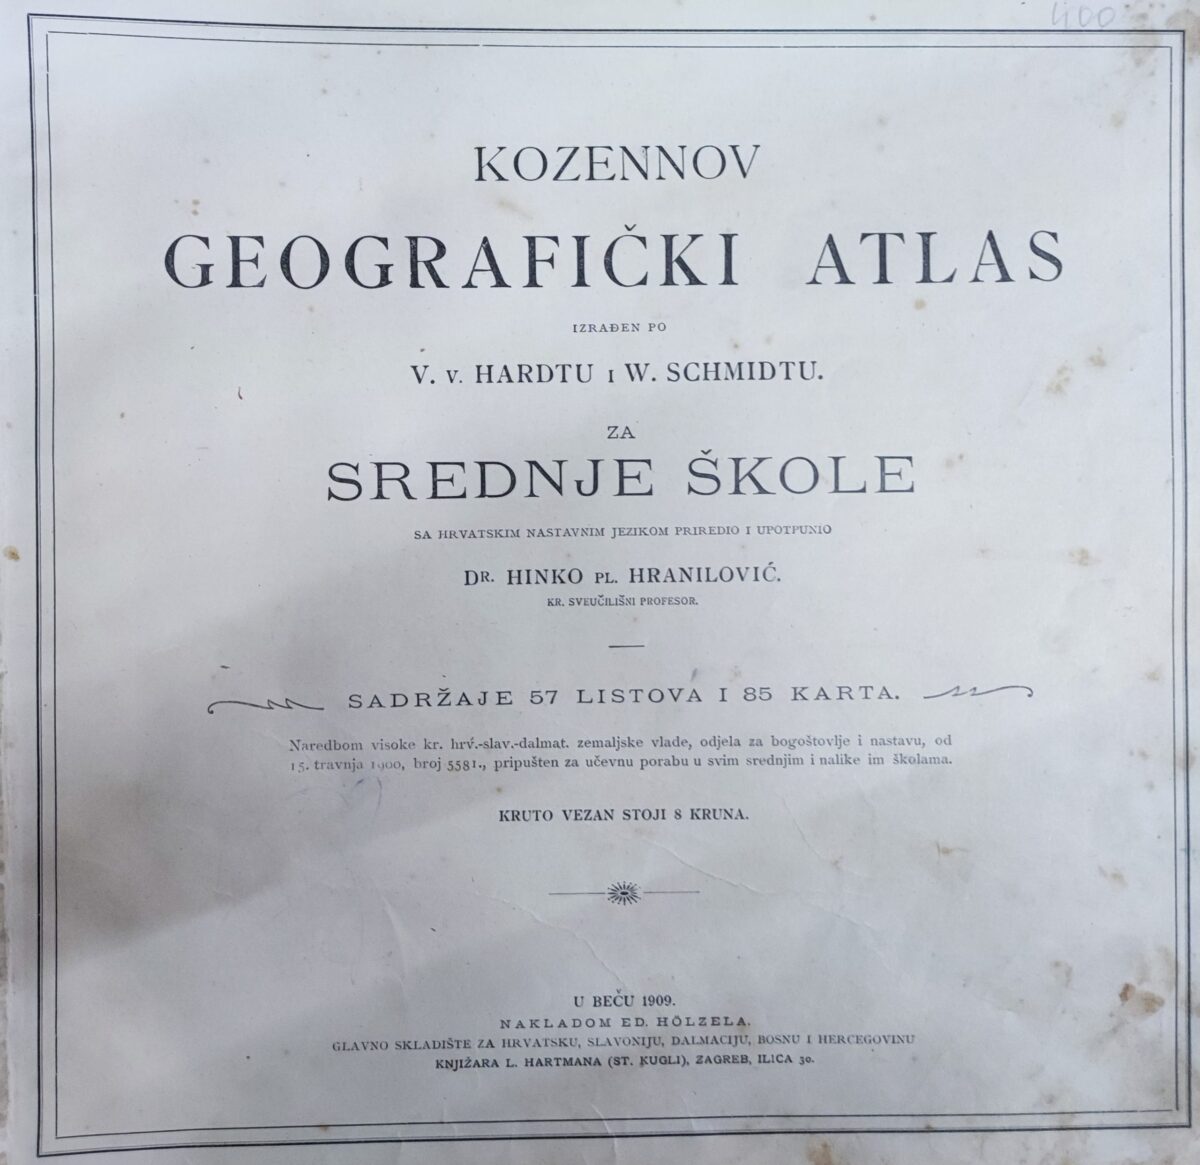 400
KOZENNOV
GEOGRAFIČKI ATLAS
IZRAĐEN PO
V. V. HARDTU I W. SCHMIDTU.
ZA
SREDNJE ŠKOLE
SA HRVATSKIM NASTAVNIM JEZIKOM PRIREDIO I UPOTPUNIO
DR. HINKO PL. HRANILOVIĆ.
KR. SVEUČILIŠNI PROFESOR.
SADRŽAJE 57 LISTOVA I 85 KARTA.
Naredbom visoke kr. hrv.-slav.-dalmat. zemaljske vlade, odjela za bogoštovlje i nastavu, od
15. travnja 1900, broj 5581., pripušten za učevnu porabu u svim srednjim i nalike im školama.
KRUTO VEZAN STOJI 8 KRUNA.
U BEČU 1909.
NAKLADOM ED. HÖLZELA.
GLAVNO SKLADIŠTE ZA HRVATSKU, SLAVONIJU, DALMACIJU, BOSNU I HERCEGOVINU
KNJIŽARA L. HARTMANA (ST. KUGLI), ZAGREB, ILICA 30.